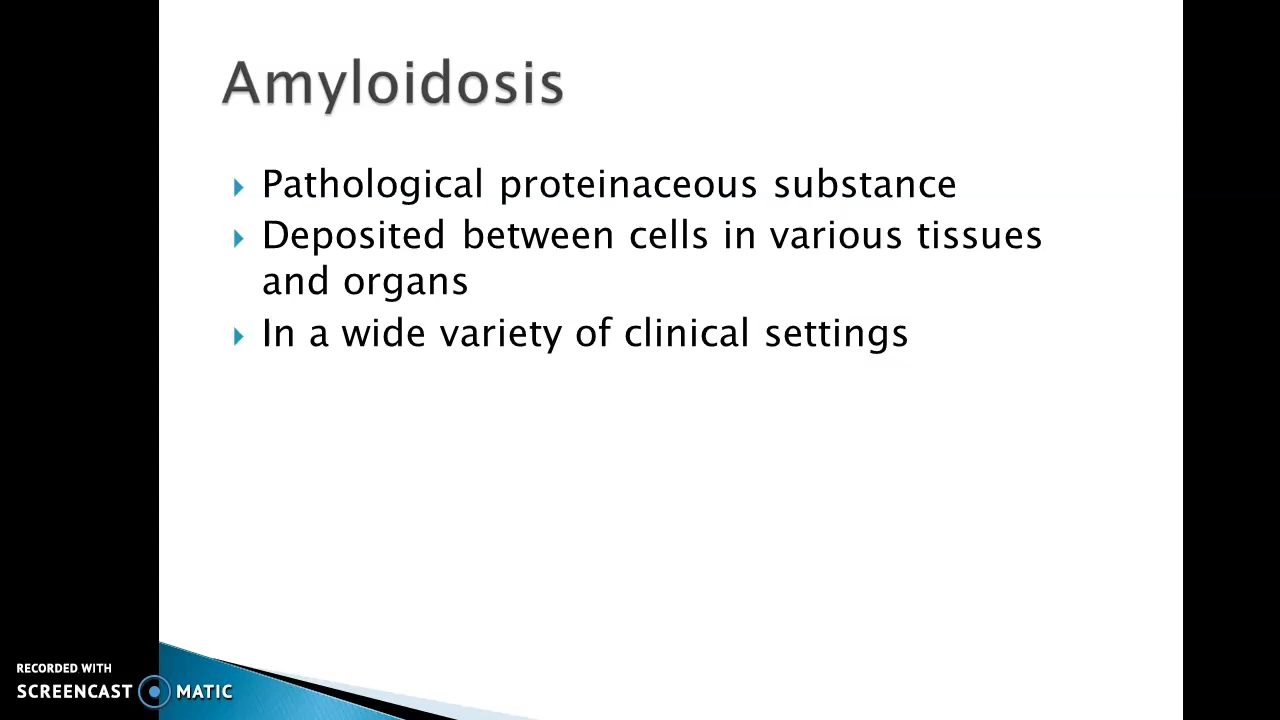 Amyloidosis
Pathological proteinaceous substance
Deposited between cells in various tissues
and organs
In a wide variety of clinical settings
RECORDED WITH
SCREENCAST MATIC